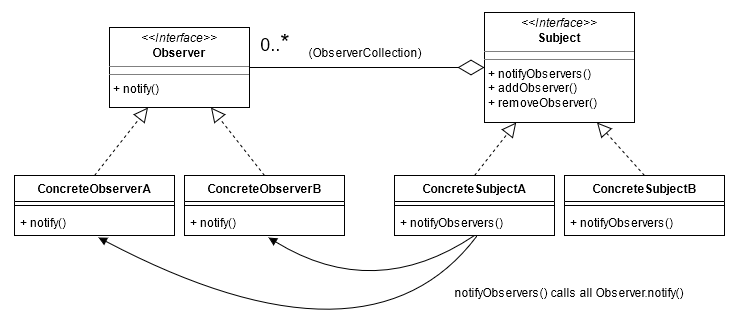 <<Interface>>
Observer
+ notify()
0..*
(ObserverCollection)
<<Interface>>
Subject
+ notifyObservers()
+ addObserver()
+ removeObserver()
ConcreteObserverA
+ notify()
ConcreteObserverB
+ notify()
ConcreteSubjectA
+ notifyObservers()
ConcreteSubjectB
+ notifyObservers()
notifyObservers() calls all Observer.notify()